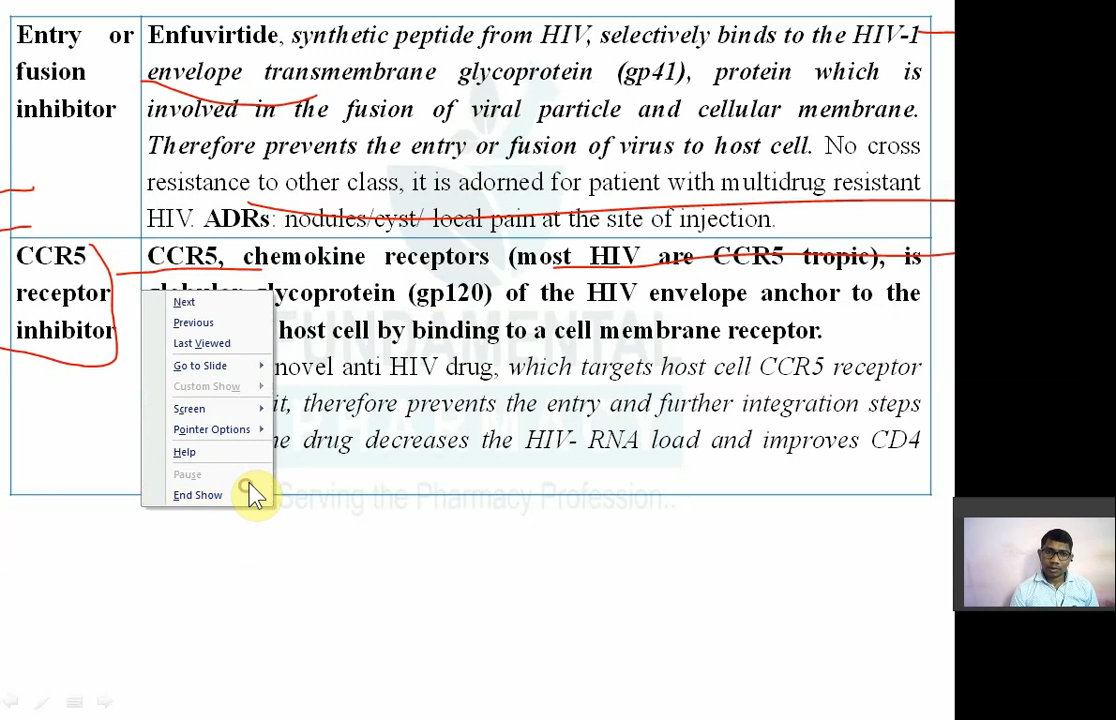 Entry or
fusion
inhibitor
Enfuvirtide, synthetic peptide from HIV, selectively binds to the HIV-1
envelope transmembrane glycoprotein (gp41), protein which is
involved in the fusion of viral particle and cellular membrane.
Therefore prevents the entry or fusion of virus to host cell. No cross
resistance to other class, it is adorned for patient with multidrug resistant
HIV. ADRs: nodules/cyst/ local pain at the site of injection.
CCR5
receptor
inhibitor
CCR5, chemokine receptors (most HIV are CCR5 tropic), is
glycoprotein (gp120) of the HIV envelope anchor to the
host cell by binding to a cell membrane receptor.
novel anti HIV drug, which targets host cell CCR5 receptor
it, therefore prevents the entry and further integration steps
drug decreases the HIV- RNA load and improves CD4
Next
Previous
Last Viewed
Go to Slide
Custom Show
Screen
Pointer Options
Help
Pause
End Show
FUNDAMENTAL
PHARMACY
Serving the Pharmacy Profession..